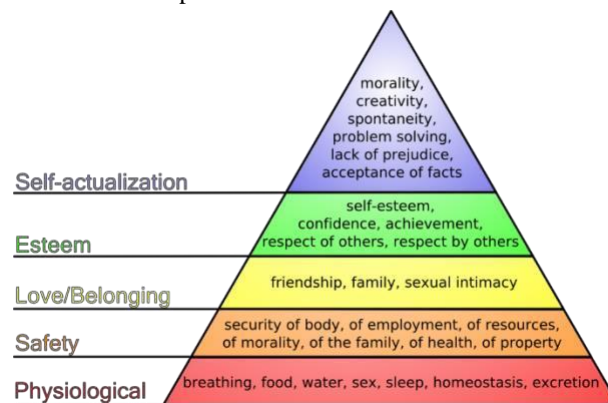 morality,
creativity,
spontaneity,
problem solving,
lack of prejudice,
acceptance of facts
Self-actualization
self-esteem,
confidence, achievement,
respect of others, respect by others
Esteem
friendship, family, sexual intimacy
Love/Belonging
security of body, of employment, of resources,
of morality, of the family, of health, of property
Safety
breathing, food, water, sex, sleep, homeostasis, excretion
Physiological